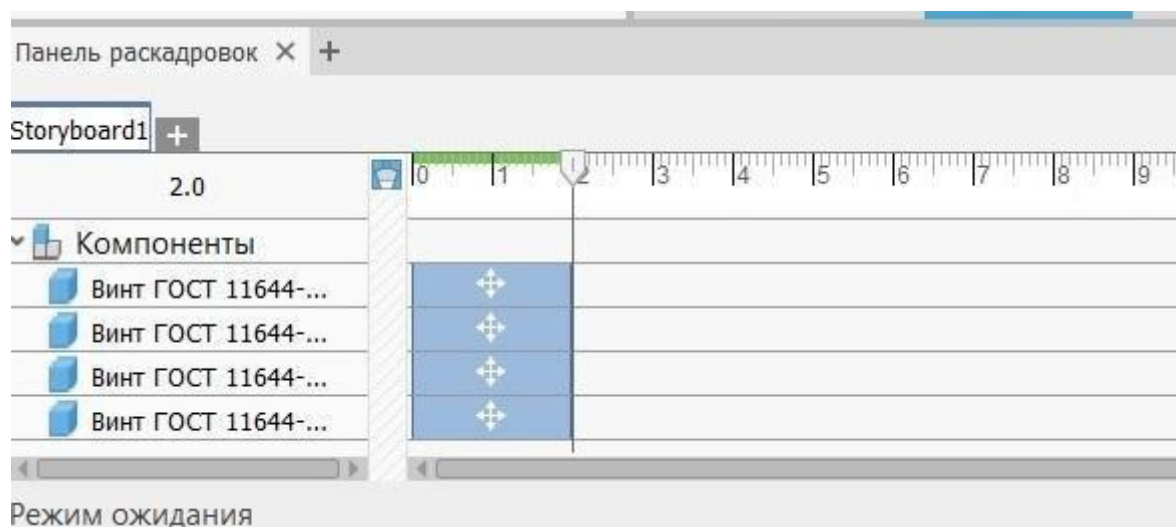 Панель раскадровок × +
Storyboard1 +
2.0 0 1 2 3 4 5 6 7 8 9
Компоненты
Винт ГОСТ 11644-...
Винт ГОСТ 11644-...
Винт ГОСТ 11644-...
Винт ГОСТ 11644-...
Режим ожидания